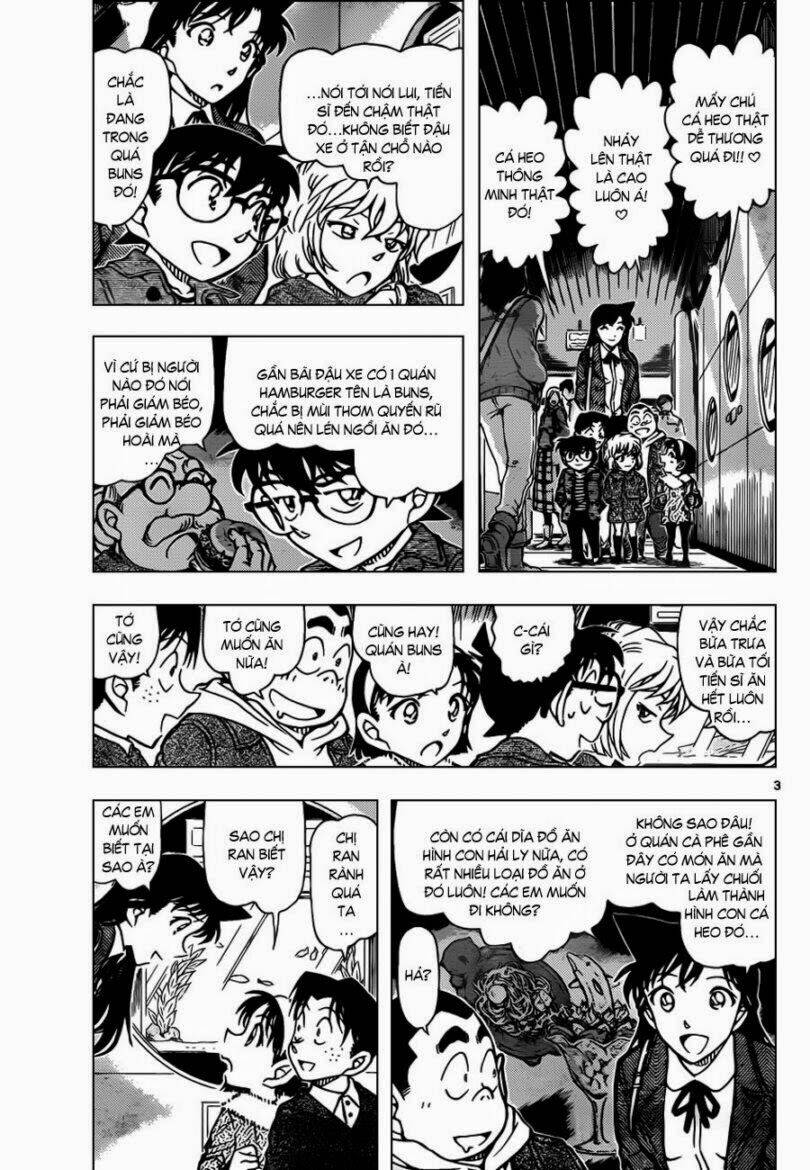 MẤY CHÚ
CÁ HEO THẬT
DỄ THƯƠNG
QUÁ ĐI!! ♡
NHẢY
LÊN THẬT
LÀ CAO
LUÔN Á!
♡
CÁ HEO
THÔNG
MINH THẬT
ĐÓ!
...NÓI TỚI NÓI LUI, TIẾN
SĨ ĐẾN CHẬM THẬT
ĐÓ...KHÔNG BIẾT ĐẬU
XE Ở TẬN CHỖ NÀO
RỒI?
CHẮC
LÀ
ĐANG
TRONG
QUÁ
BUNS
ĐÓ!
GẦN BÃI ĐẬU XE CÓ 1 QUÁN
HAMBURGER TÊN LÀ BUNS,
CHẮC BỊ MÙI THƠM QUYẾN RŨ
QUÁ NÊN LÉN NGỒI ĂN ĐÓ...
VÌ CỨ BỊ NGƯỜI
NÀO ĐÓ NÓI
PHẢI GIẢM BÉO,
PHẢI GIẢM BÉO
HOÀI MÀ
...
VẬY CHẮC
BỮA TRƯA
VÀ BỮA TỐI
TIẾN SĨ ĂN
HẾT LUÔN
RỒI...
C-CÁI
GÌ?
CŨNG HAY!
QUÁN BUNS
À!
TỚ CŨNG
MUỐN ĂN
NỮA!
TỚ
CŨNG
VẬY!
3
KHÔNG SAO ĐÂU!
Ở QUÁN CÀ PHÊ GẦN
ĐÂY CÓ MÓN ĂN MÀ
NGƯỜI TA LẤY CHUỐI
LÀM THÀNH
HÌNH CON CÁ
HEO ĐÓ...
CÒN CÓ CÁI DĨA ĐỒ ĂN
HÌNH CON HẢI LY NỮA, CÓ
RẤT NHIỀU LOẠI ĐỒ ĂN Ở
ĐÓ LUÔN! CÁC EM MUỐN
ĐI KHÔNG?
HẢ?
CHỊ
RAN
RÀNH
QUÁ
TA
...
SAO CHỊ
RAN BIẾT
VẬY?
CÁC EM
MUỐN
BIẾT TẠI
SAO À?